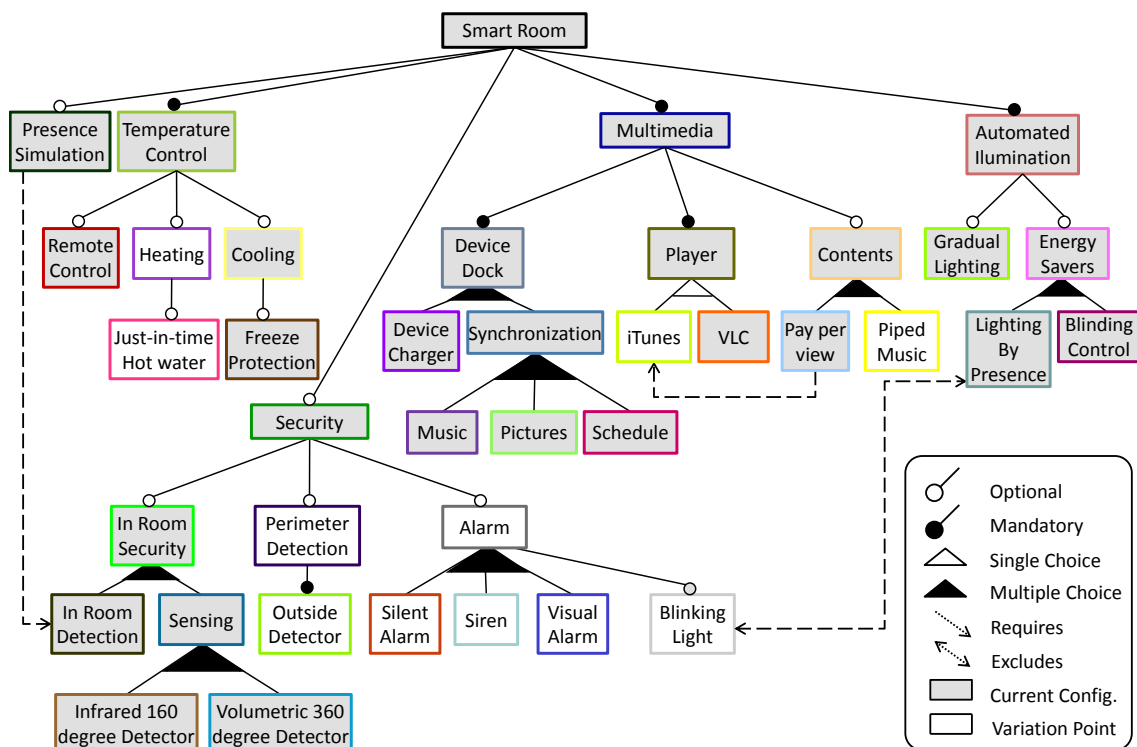 Smart Room
Presence
Simulation
Temperature
Control
Multimedia
Automated
Ilumination
Remote
Control
Heating
Cooling
Device
Dock
Player
Contents
Gradual
Lighting
Energy
Savers
Just-in-time
Hot water
Freeze
Protection
Device
Charger
Synchronization
iTunes
VLC
Pay per
view
Piped
Music
Lighting
By
Presence
Blinding
Control
Security
Music
Pictures
Schedule
In Room
Security
Perimeter
Detection
Alarm
In Room
Detection
Sensing
Outside
Detector
Silent
Alarm
Siren
Visual
Alarm
Blinking
Light
Infrared 160
degree Detector
Volumetric 360
degree Detector
Optional
Mandatory
Single Choice
Multiple Choice
Requires
Excludes
Current Config.
Variation Point